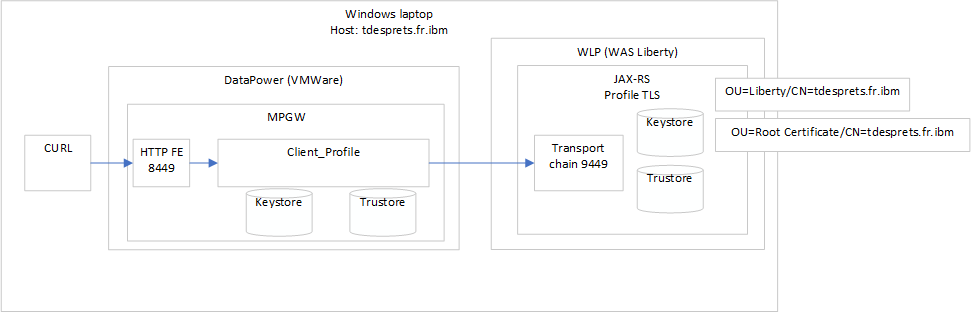 Windows laptop
Host: tdesprets.fr.ibm
WLP (WAS Liberty)
DataPower (VMWare)
JAX-RS
Profile TLS
OU=Liberty/CN=tdesprets.fr.ibm
MPGW
Keystore
OU=Root Certificate/CN=tdesprets.fr.ibm
CURL
HTTP FE
8449
Client_Profile
Transport
chain 9449
Trustore
Keystore
Trustore